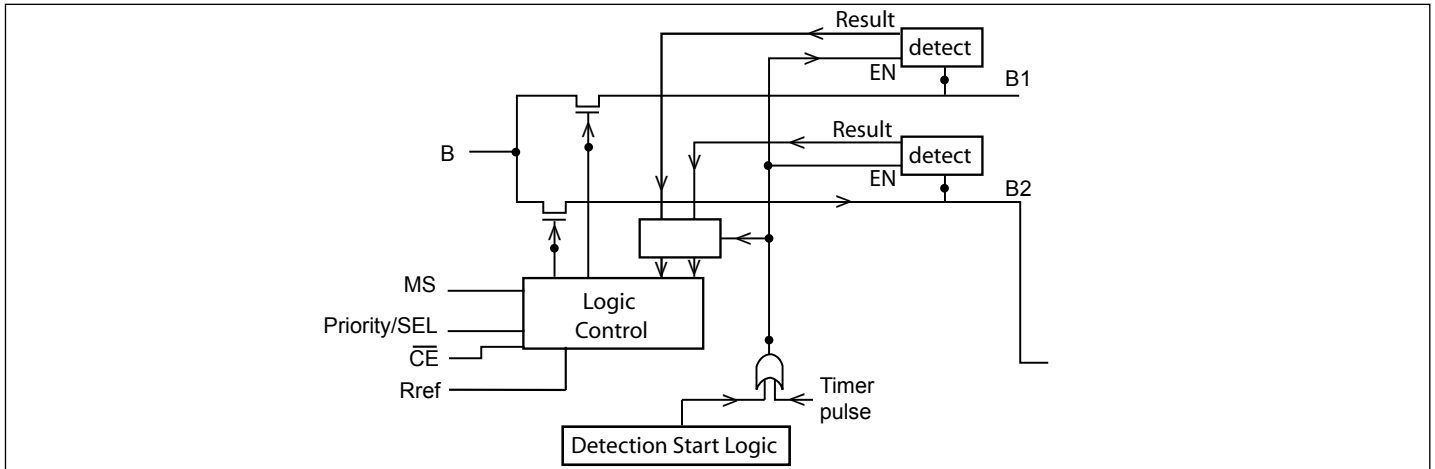 Result
detect
EN
B1
Result
detect
EN
B
B2
MS
Logic
Control
Priority/SEL
CE
Rref
Timer
pulse
Detection Start Logic